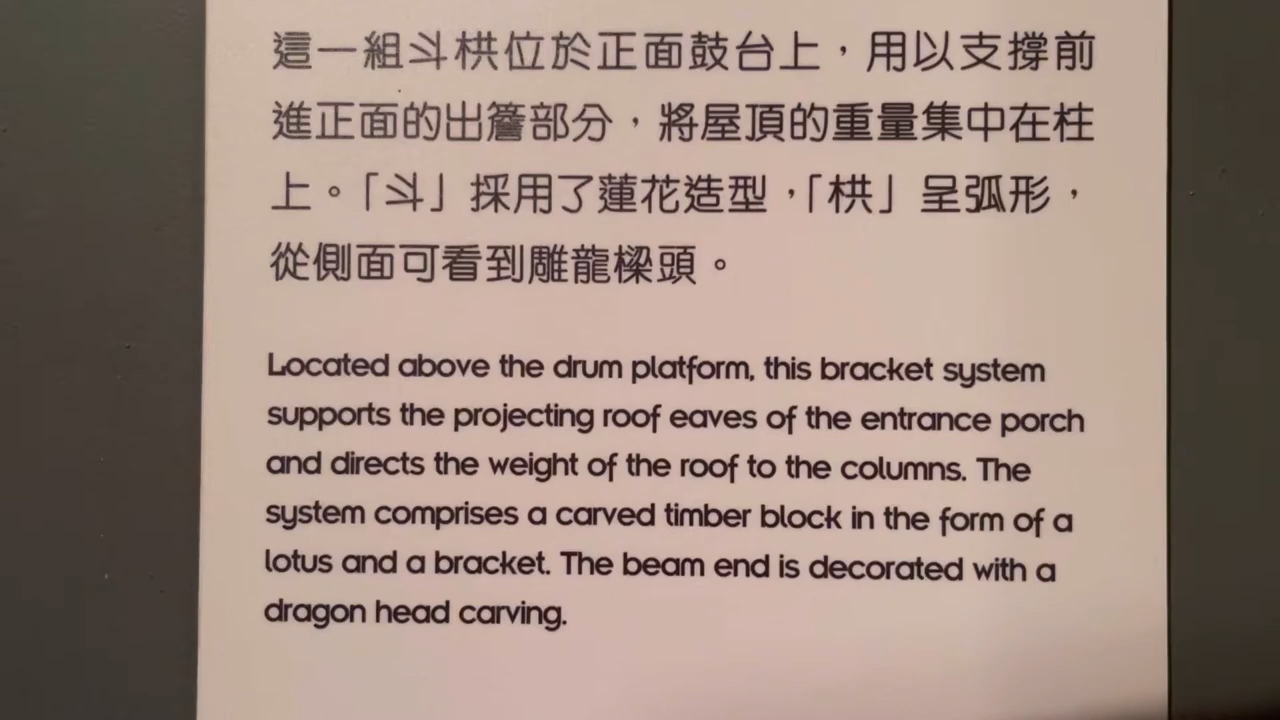 這一組斗栱位於正面鼓台上，用以支撐前
進正面的出簷部分，將屋頂的重量集中在柱
上。「斗」採用了蓮花造型，「栱」呈弧形，
從側面可看到雕龍樑頭。
Located above the drum platform, this bracket system
supports the projecting roof eaves of the entrance porch
and directs the weight of the roof to the columns. The
system comprises a carved timber block in the form of a
lotus and a bracket. The beam end is decorated with a
dragon head carving.